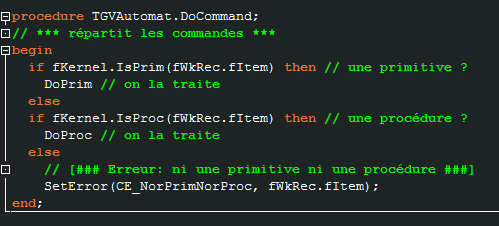 procedure TGVAutomat.DoCommand;
// *** répartit les commandes ***
begin
  if fKernel.IsPrim(fWkRec.fItem) then // une primitive ?
    DoPrim // on la traite
  else
  if fKernel.IsProc(fWkRec.fItem) then // une procédure ?
    DoProc // on la traite
  else
    // [### Erreur: ni une primitive ni une procédure ###]
    SetError(CE_NorPrimNorProc, fWkRec.fItem);
end;